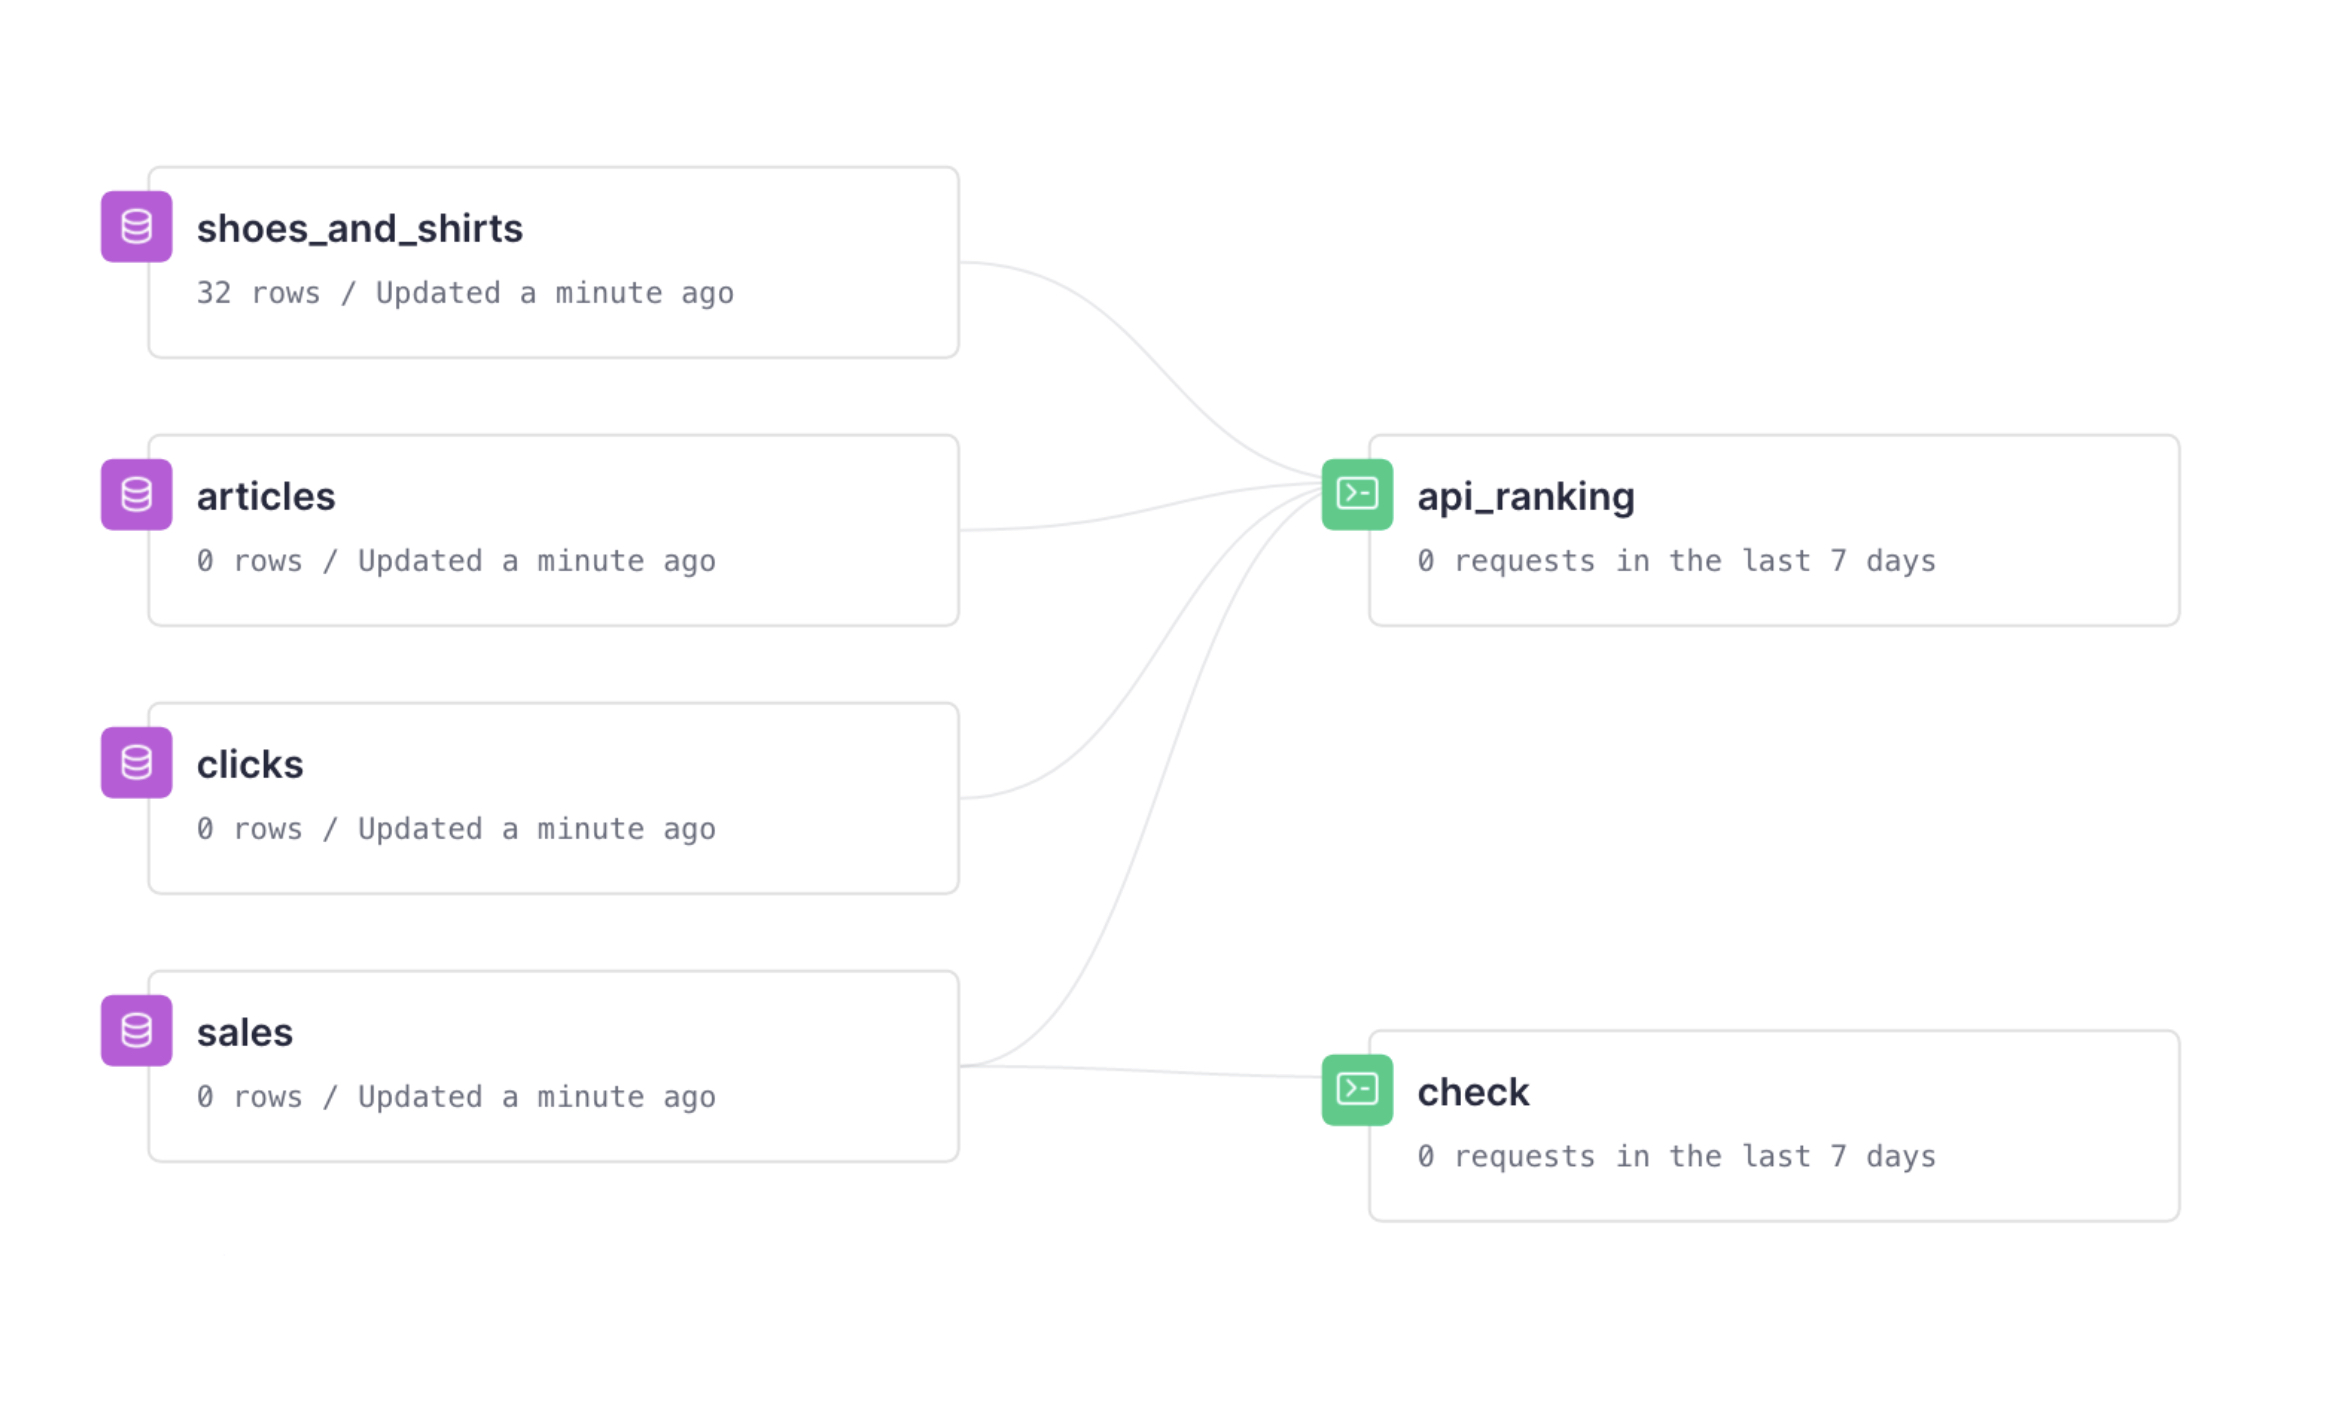 shoes_and_shirts
32 rows / Updated a minute ago
articles
0 rows / Updated a minute ago
clicks
0 rows / Updated a minute ago
sales
0 rows / Updated a minute ago
api_ranking
0 requests in the last 7 days
check
0 requests in the last 7 days